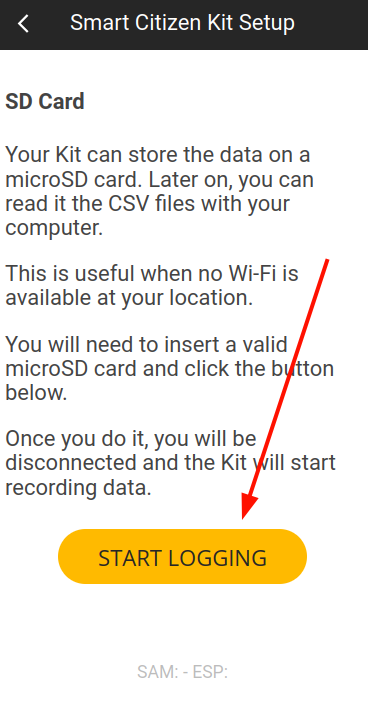 Smart Citizen Kit Setup
SD Card
Your Kit can store the data on a
microSD card. Later on, you can
read it the CSV files with your
computer.
This is useful when no Wi-Fi is
available at your location.
You will need to insert a valid
microSD card and click the button
below.
Once you do it, you will be
disconnected and the Kit will start
recording data.
START LOGGING
SAM: - ESP: